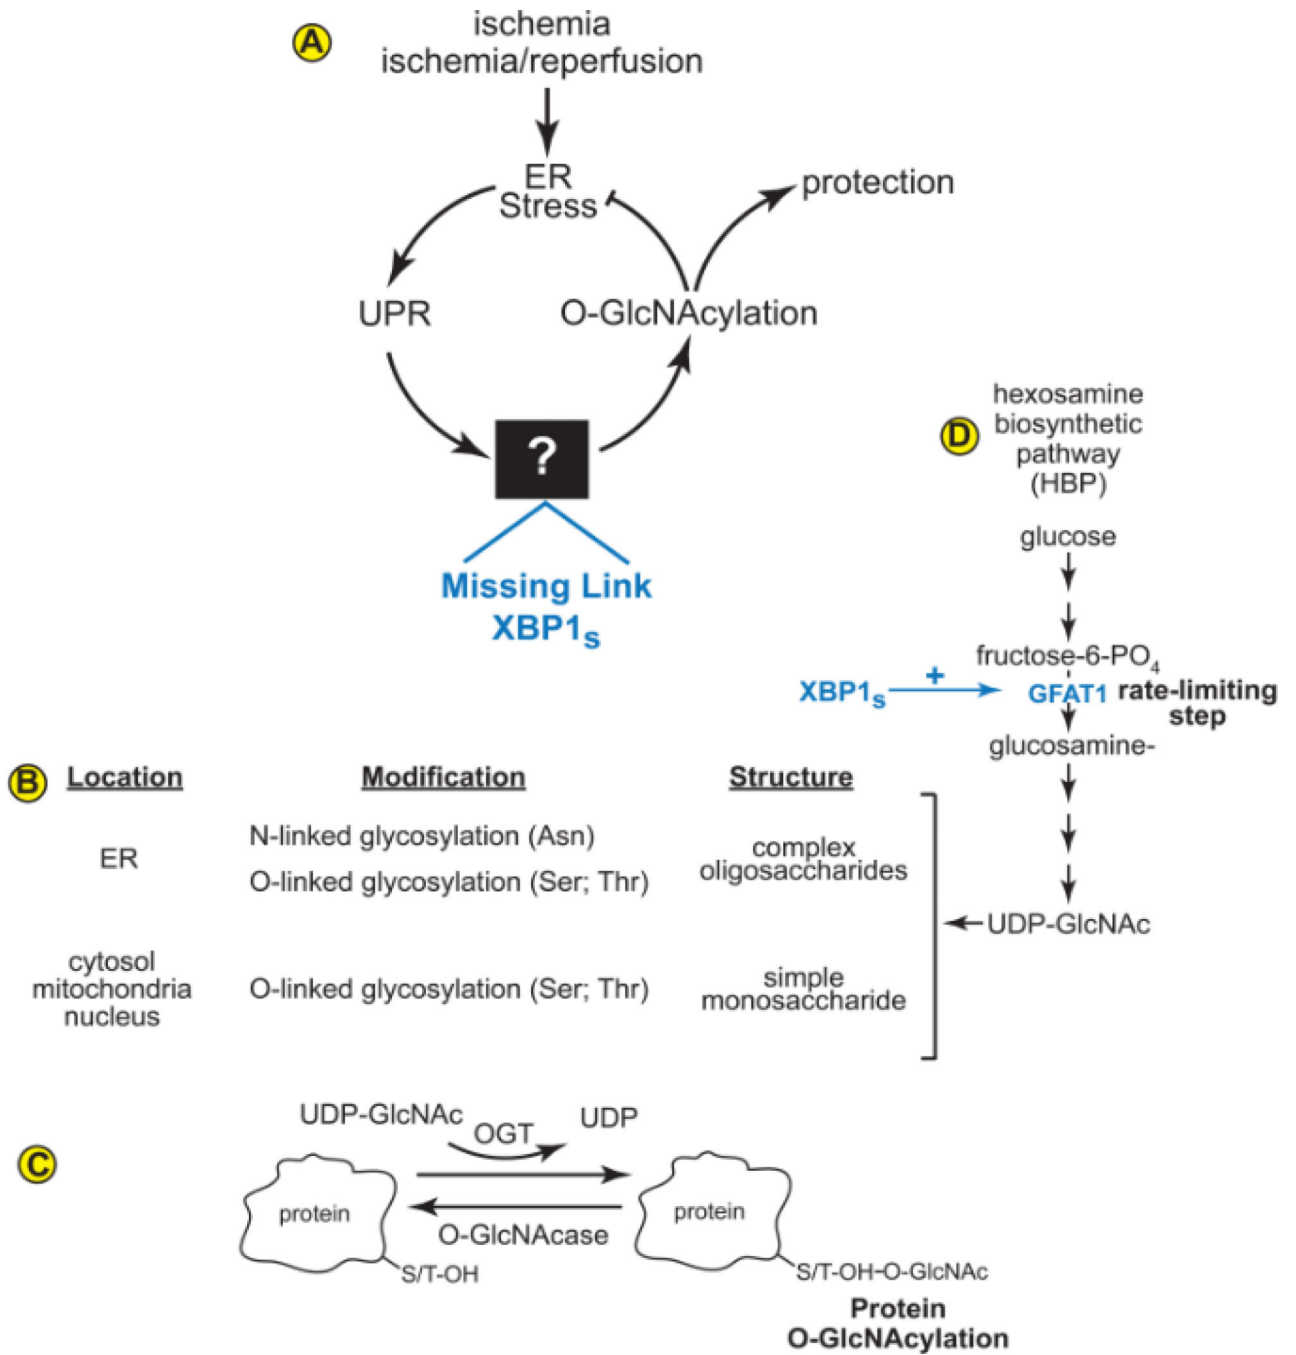 A
ischemia
ischemia/reperfusion
ER
Stress
protection
UPR
O-GlcNAcylation
?
Missing Link
XBP1s
D
hexosamine
biosynthetic
pathway
(HBP)
glucose
fructose-6-PO4
XBP1s + GFAT1 rate-limiting
step
glucosamine-
UDP-GlcNAc
B Location Modification Structure
ER
N-linked glycosylation (Asn)
O-linked glycosylation (Ser; Thr)
complex
oligosaccharides
cytosol
mitochondria
nucleus
O-linked glycosylation (Ser; Thr)
simple
monosaccharide
C
UDP-GlcNAc OGT UDP
protein
S/T-OH
O-GlcNAcase
protein
S/T-OH-O-GlcNAc
Protein
O-GlcNAcylation